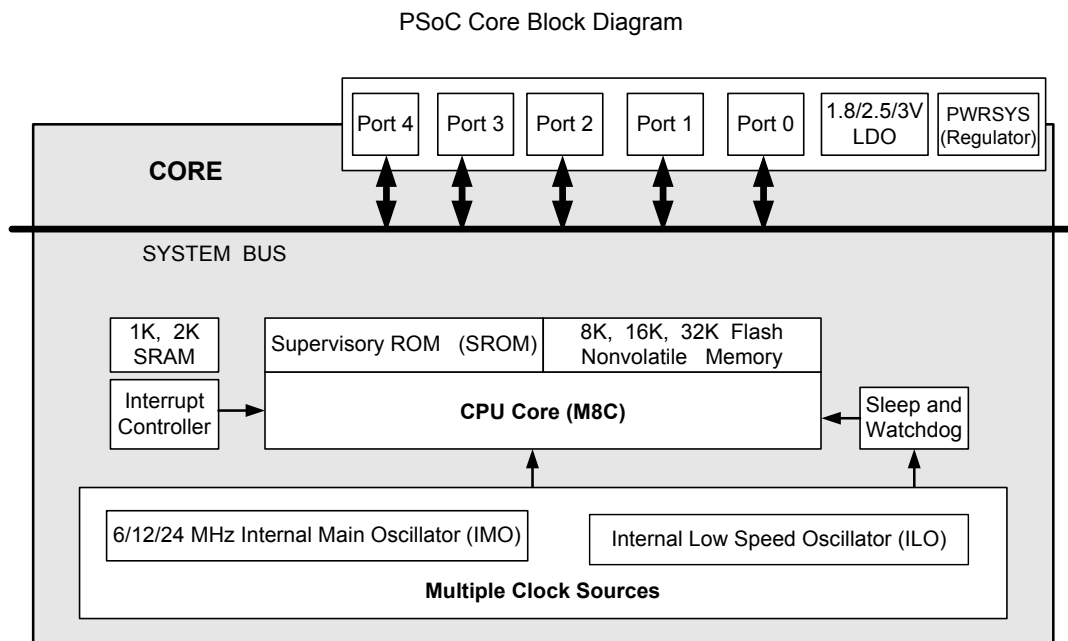 PSoC Core Block Diagram
Port 4
Port 3
Port 2
Port 1
Port 0
1.8/2.5/3V
LDO
PWRSYS
(Regulator)
CORE
SYSTEM BUS
1K, 2K
SRAM
Supervisory ROM (SROM)
8K, 16K, 32K Flash
Nonvolatile Memory
Interrupt
Controller
CPU Core (M8C)
Sleep and
Watchdog
6/12/24 MHz Internal Main Oscillator (IMO)
Internal Low Speed Oscillator (ILO)
Multiple Clock Sources